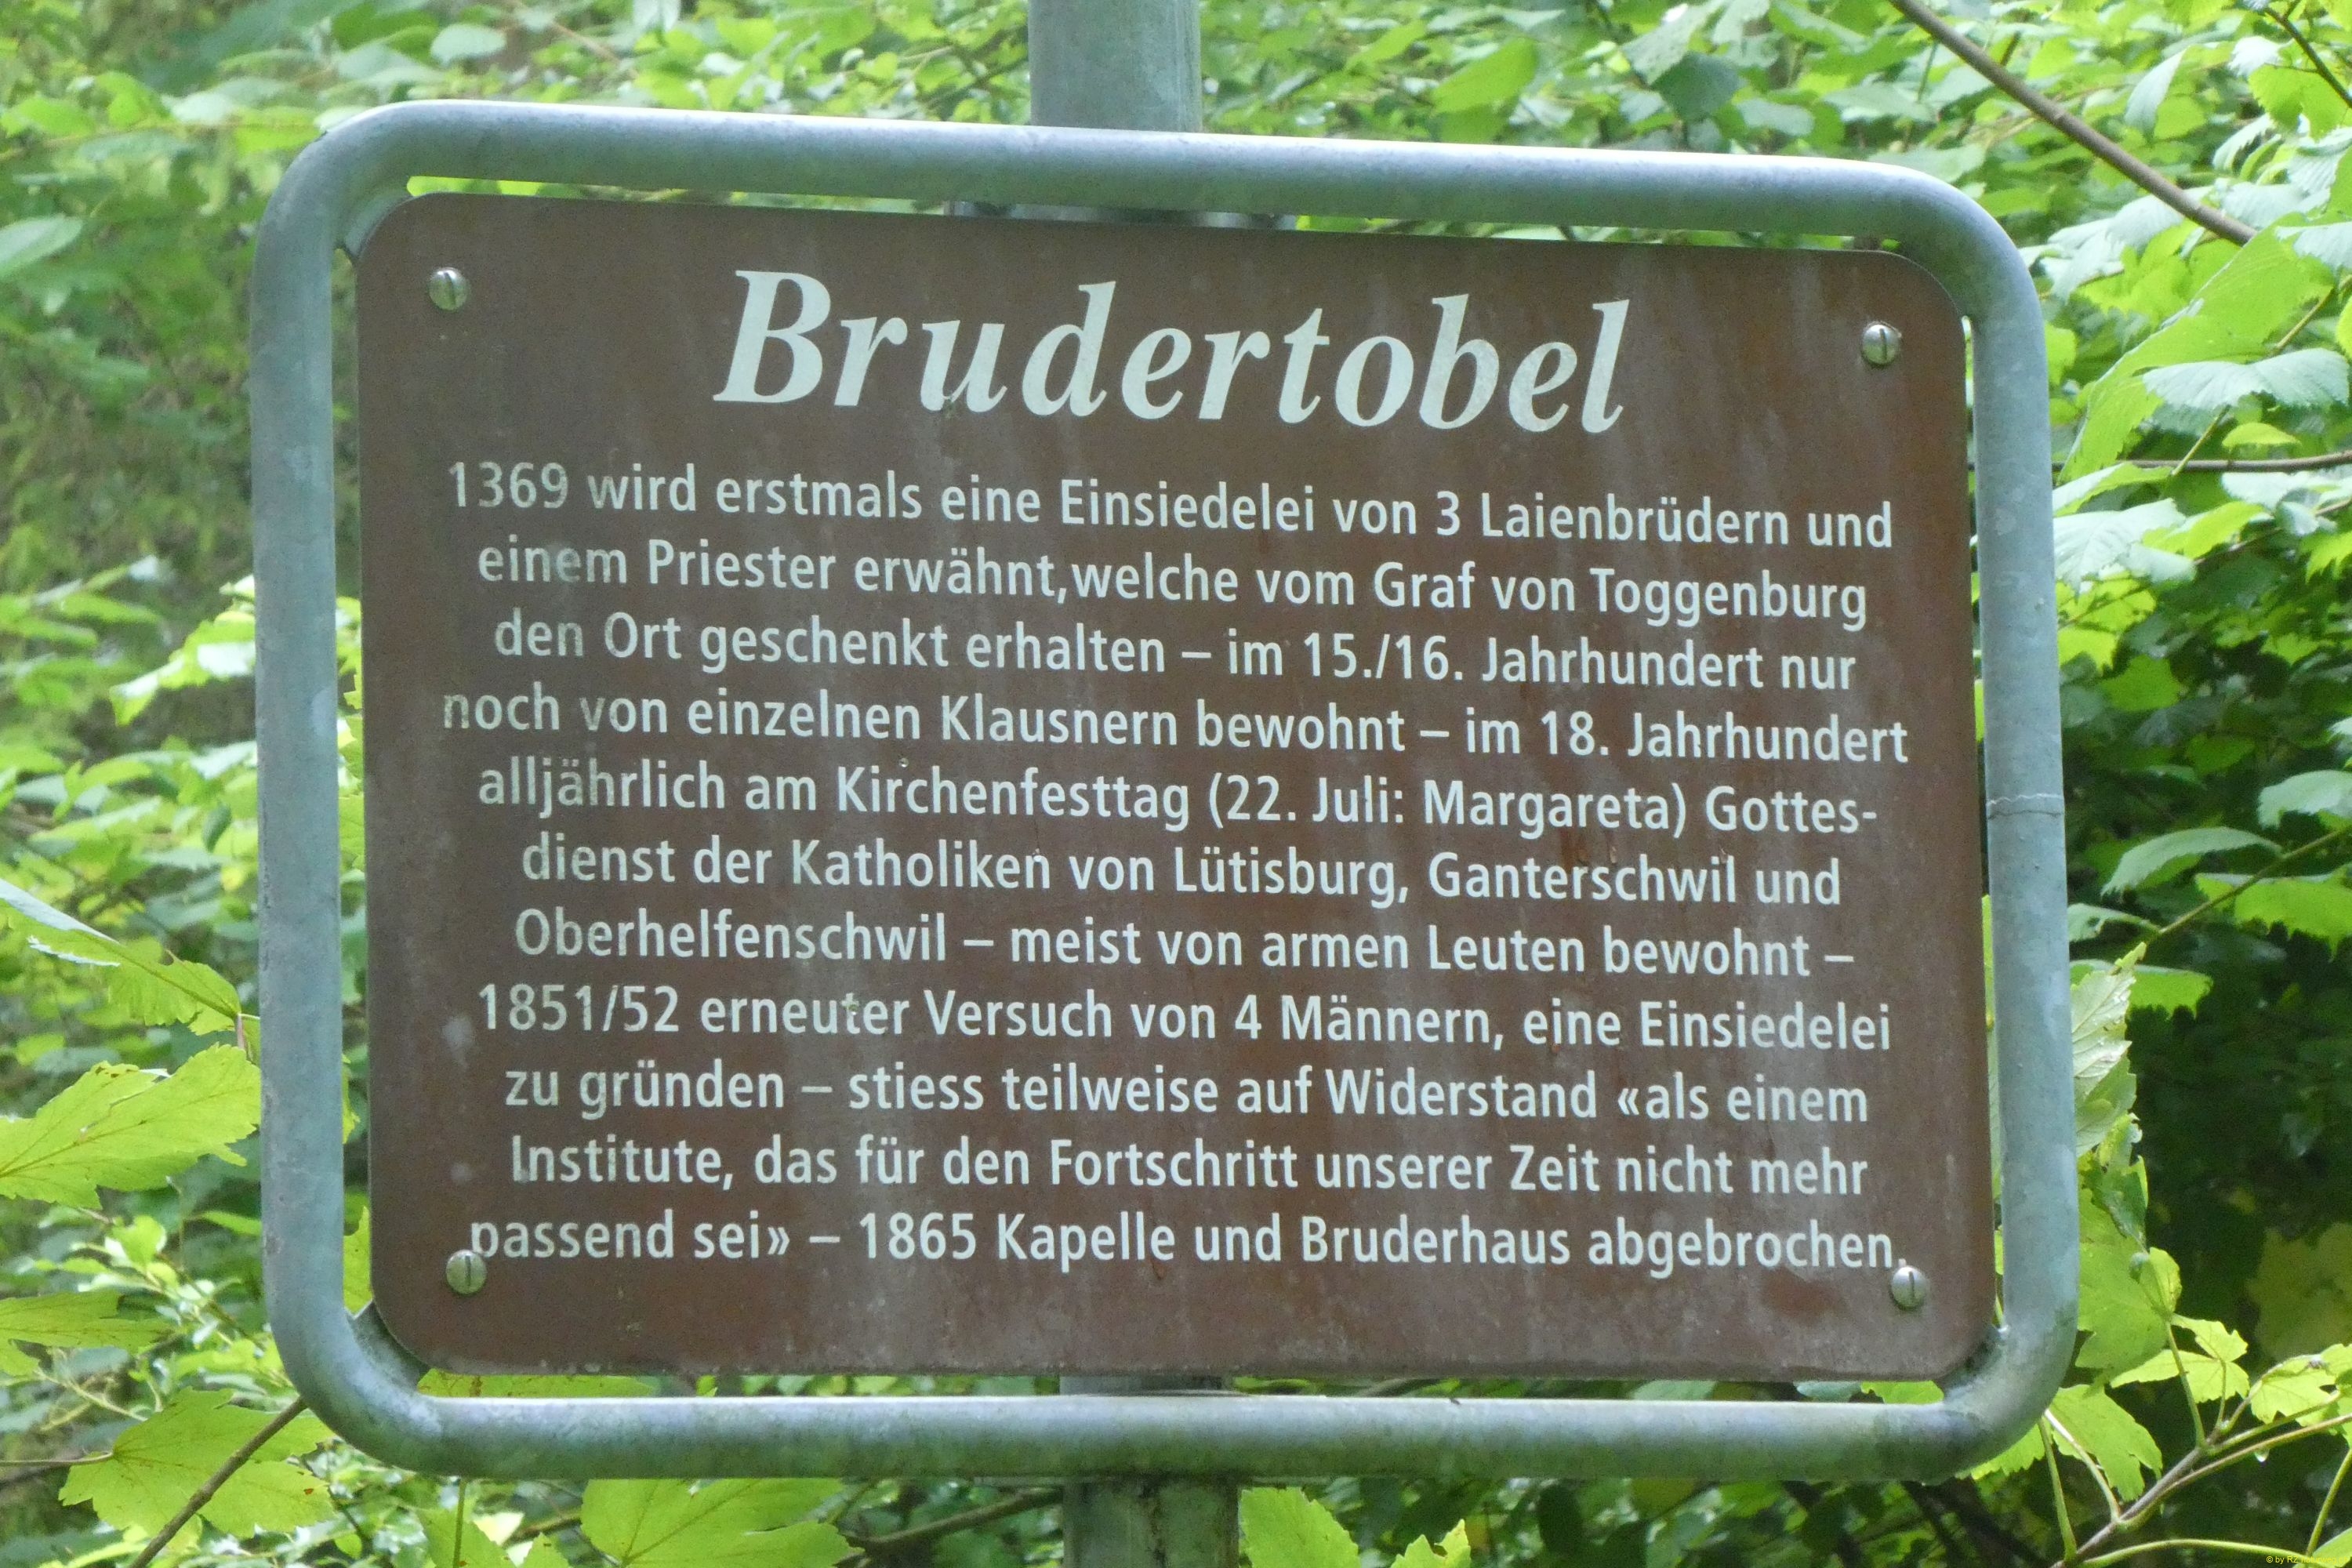 Brudertobel
1369 wird erstmals eine Einsiedelei von 3 Laienbrüdern und
einem Priester erwähnt,welche vom Graf von Toggenburg
den Ort geschenkt erhalten – im 15./16. Jahrhundert nur
noch von einzelnen Klausnern bewohnt – im 18. Jahrhundert
alljährlich am Kirchenfesttag (22. Juli: Margareta) Gottes-
dienst der Katholiken von Lütisburg, Ganterschwil und
Oberhelfenschwil – meist von armen Leuten bewohnt –
1851/52 erneuter Versuch von 4 Männern, eine Einsiedelei
zu gründen – stiess teilweise auf Widerstand «als einem
Institute, das für den Fortschritt unserer Zeit nicht mehr
passend sei» – 1865 Kapelle und Bruderhaus abgebrochen.
© by